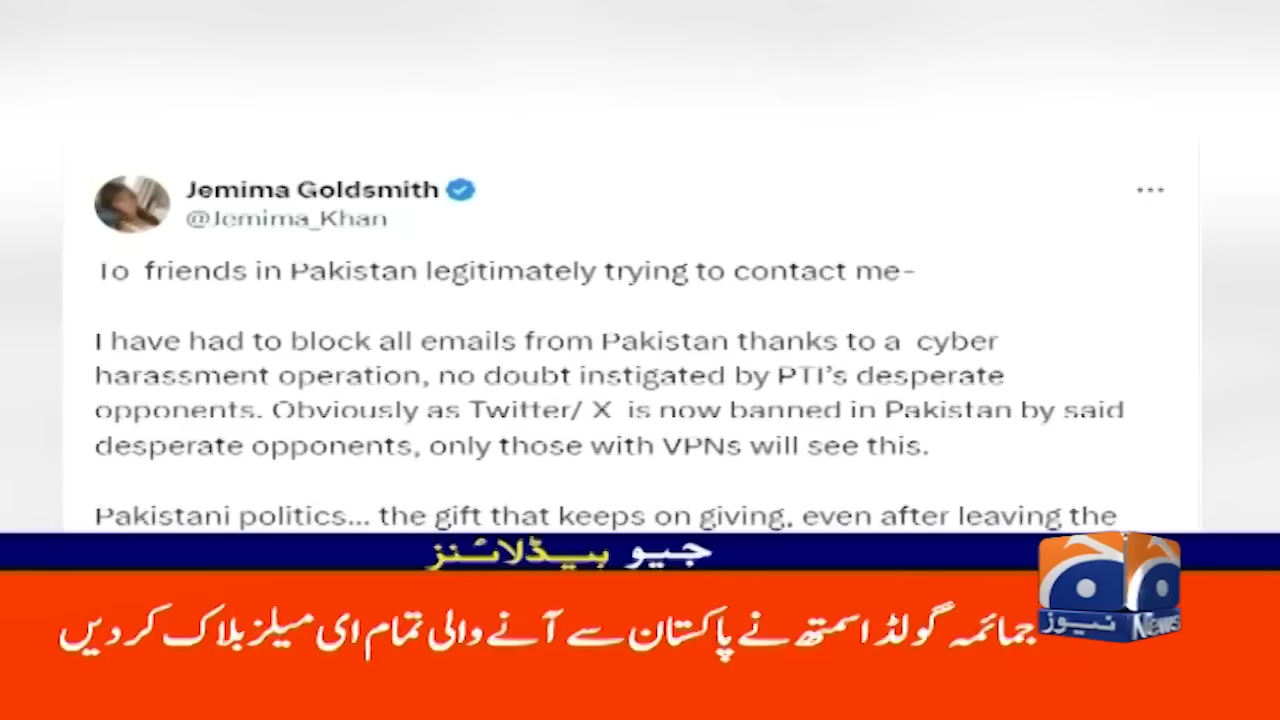 Jemima Goldsmith
@Jemima_Khan
To friends in Pakistan legitimately trying to contact me-
I have had to block all emails from Pakistan thanks to a cyber
harassment operation, no doubt instigated by PTI's desperate
opponents. Obviously as Twitter/ X is now banned in Pakistan by said
desperate opponents, only those with VPNs will see this.
Pakistani politics... the gift that keeps on giving, even after leaving the
جیو ہیڈلائنز
جمائمہ گولڈ اسمتھ نے پاکستان سے آنے والی تمام ای میلز بلاک کر دیں
نیوز News